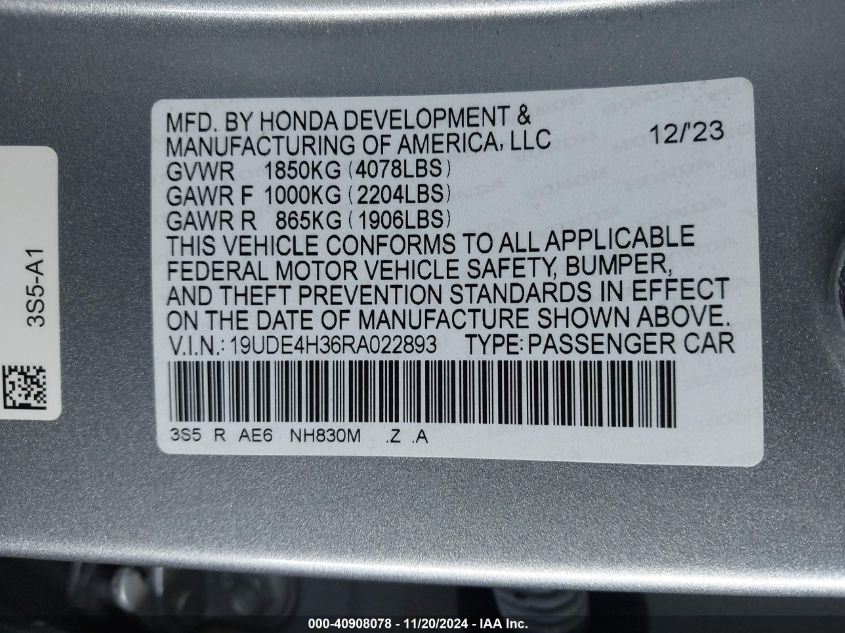 MFD. BY HONDA DEVELOPMENT &
MANUFACTURING OF AMERICA, LLC 12/'23
GVWR 1850KG (4078LBS)
GAWR F 1000KG (2204LBS)
GAWR R 865KG (1906LBS)
THIS VEHICLE CONFORMS TO ALL APPLICABLE
FEDERAL MOTOR VEHICLE SAFETY, BUMPER,
AND THEFT PREVENTION STANDARDS IN EFFECT
ON THE DATE OF MANUFACTURE SHOWN ABOVE.
V.I.N.: 19UDE4H36RA022893 TYPE: PASSENGER CAR
3S5 R AE6 NH830M .Z .A
3S5-A1
000-40908078 - 11/20/2024 - IAA Inc.